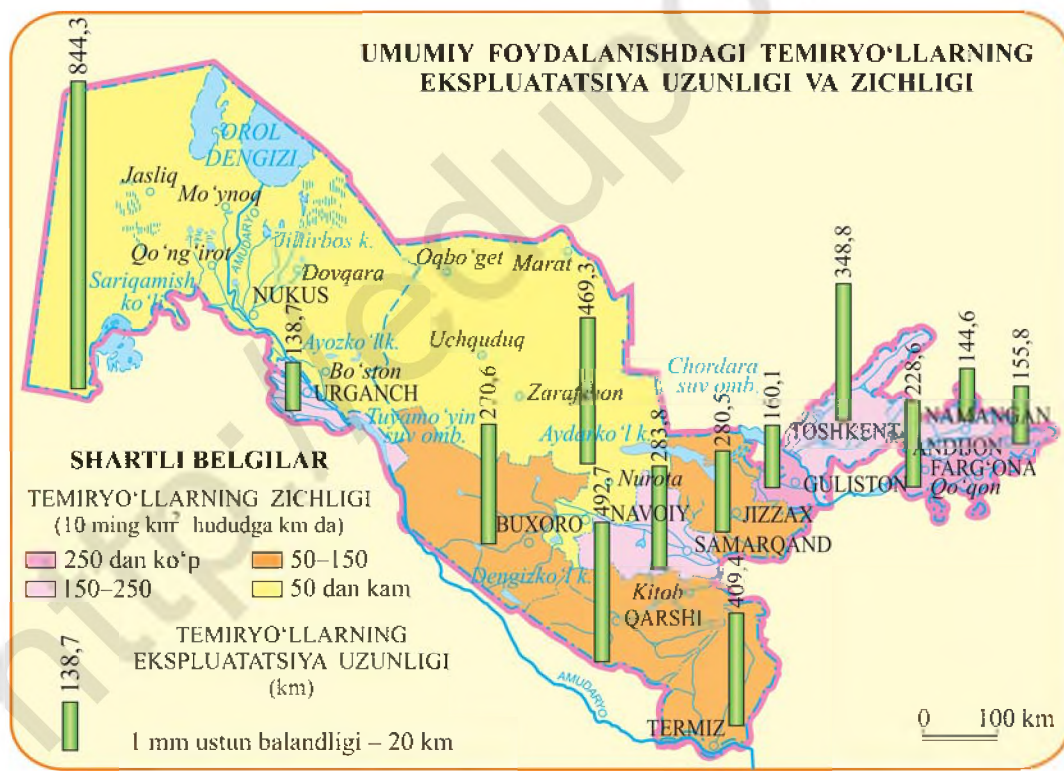 UMUMIY FOYDALANISHDAGI TEMIRYO‘LLARNING
EKSPLUATATSIYA UZUNLIGI VA ZICHLIGI
844,3
OROL
DENGIZI
Jasliq
Mo‘ynoq
AMUDARYO
Jiltirbos k.
Qo‘ng‘irot
Sariqamish
ko‘li
Dovqara
NUKUS
Oqbo‘get
Marat
138,7
Ayozko‘l k.
Bo‘ston
URGANCH
Uchquduq
469,3
348,8
270,6
Zarafshon
Chordara
suv omb.
144,6
155,8
228,6
Tuyamo‘yin
suv omb.
Aydarko‘l k.
283,8
280,5
160,1
TOSHKENT
NAMANGAN
ANDIJON
FARG‘ONA
Qo‘qon
GULISTON
492,7
Nurota
NAVOIY
JIZZAX
BUXORO
SAMARQAND
Dengizko‘l k.
Kitob
QARSHI
409,4
AMUDARYO
TERMIZ
SHARTLI BELGILAR
TEMIRYO‘LLARNING ZICHLIGI
(10 ming km hududga km da)
250 dan ko‘p
50–150
150–250
50 dan kam
138,7
TEMIRYO‘LLARNING
EKSPLUATATSIYA UZUNLIGI
(km)
1 mm ustun balandligi – 20 km
0 100 km